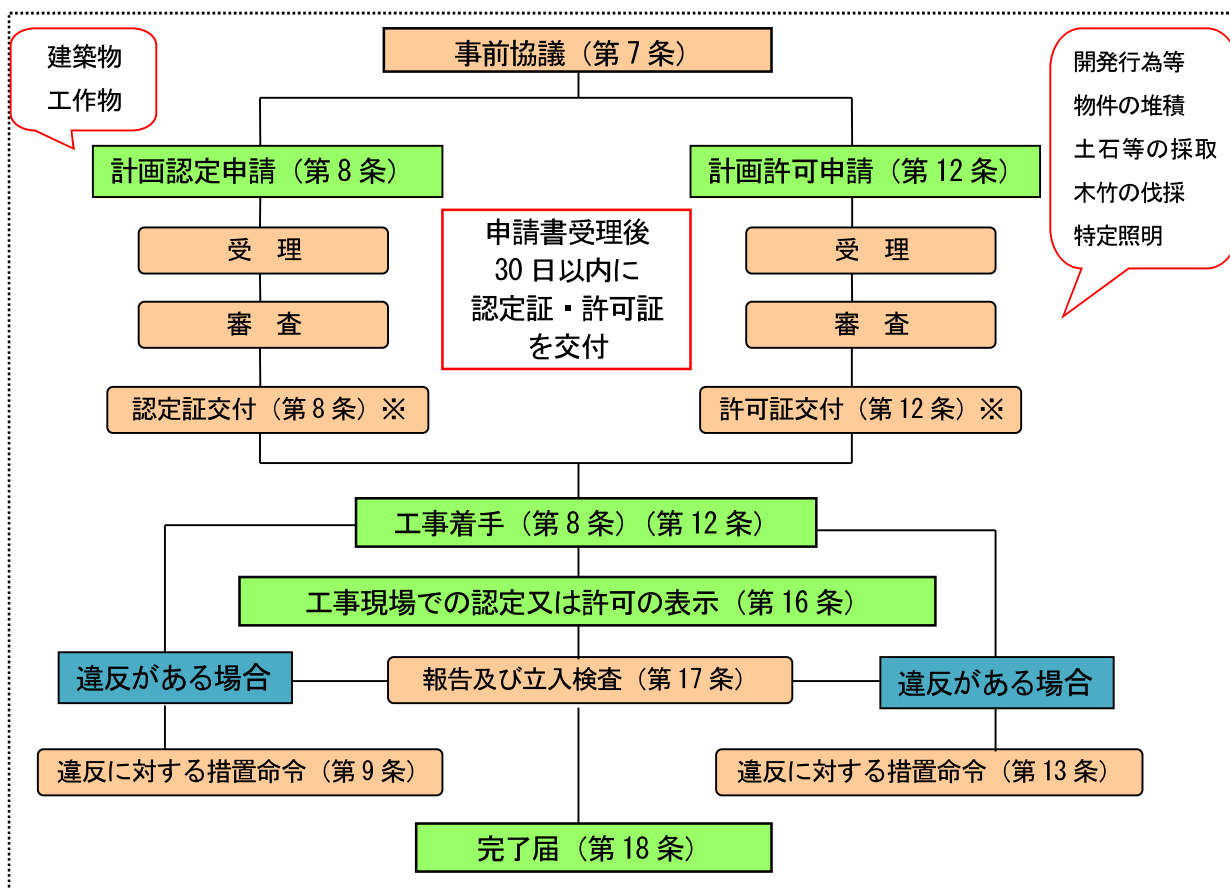 建築物
工作物
事前協議（第７条）
開発行為等
物件の堆積
土石等の採取
木竹の伐採
特定照明
計画認定申請（第８条）
計画許可申請（第12条）
受　理
受　理
申請書受理後
30日以内に
認定証・許可証
を交付
審　査
審　査
認定証交付（第８条）※
許可証交付（第12条）※
工事着手（第８条）（第12条）
工事現場での認定又は許可の表示（第16条）
違反がある場合
報告及び立入検査（第17条）
違反がある場合
違反に対する措置命令（第９条）
違反に対する措置命令（第13条）
完了届（第18条）